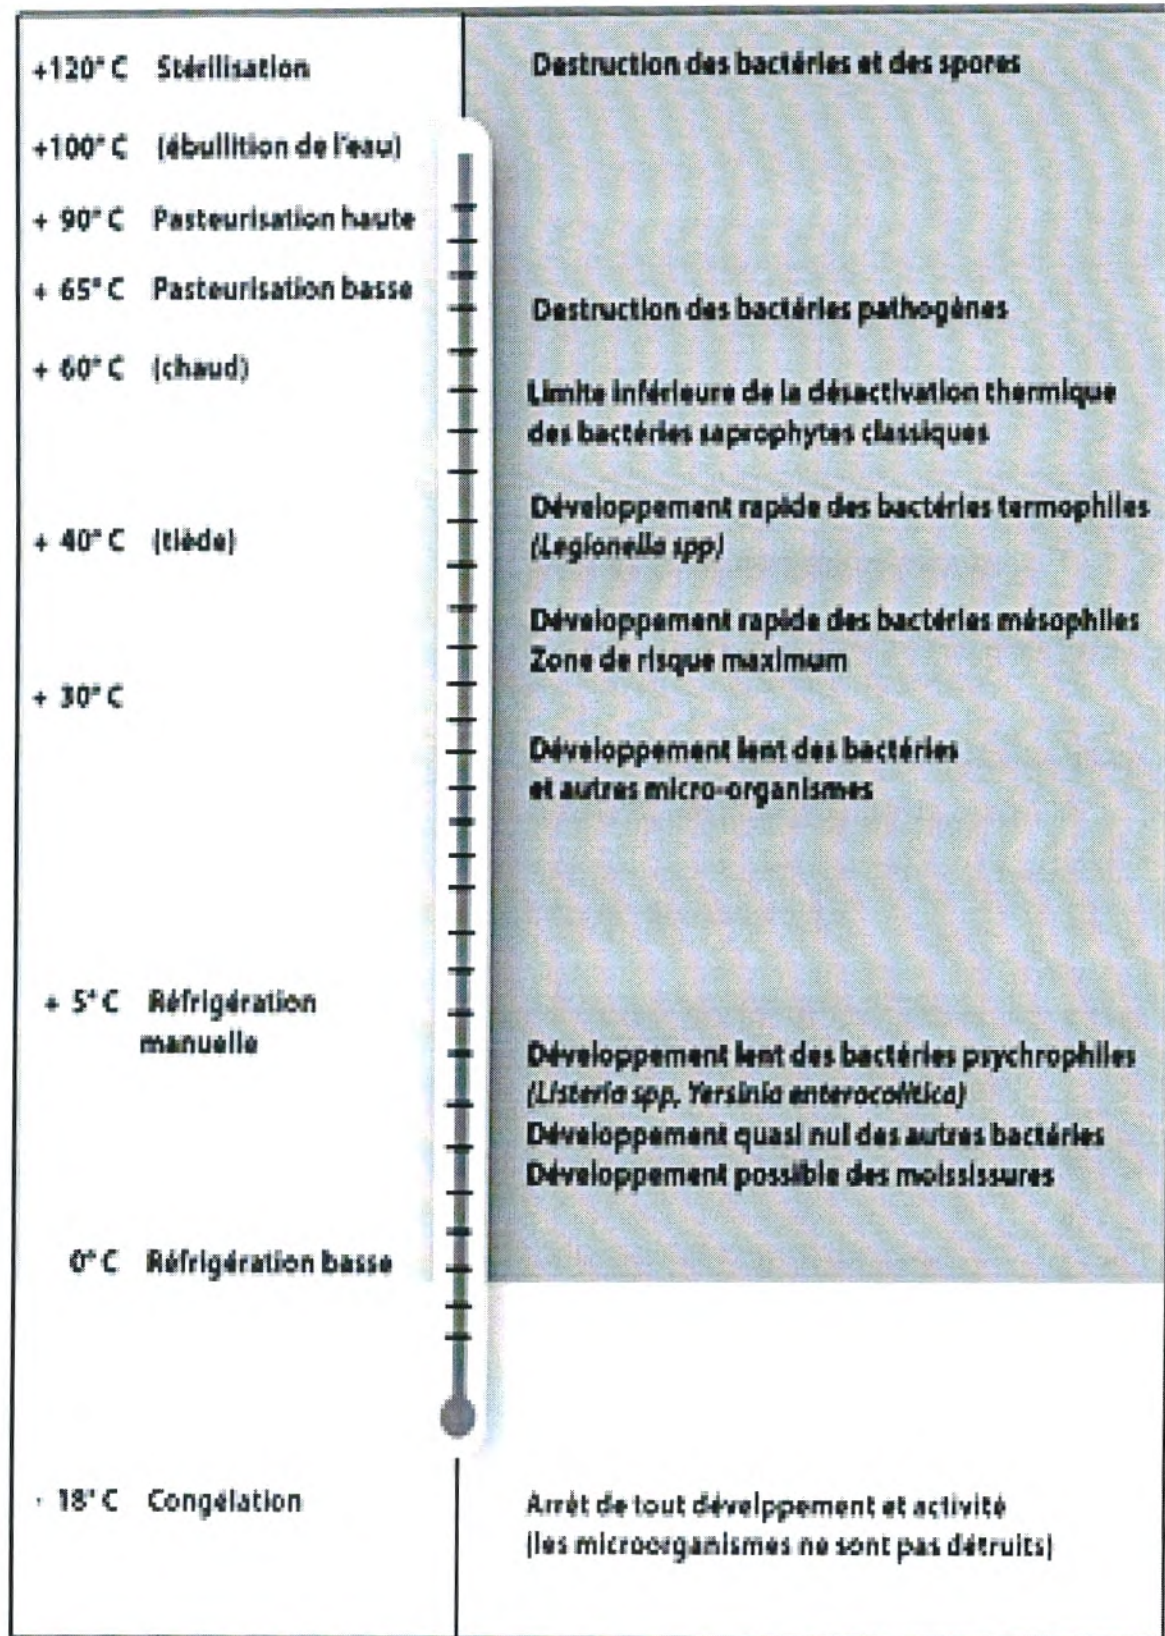 +120° C Stérilisation
Destruction des bactéries et des spores
+100° C (ébullition de l'eau)
+ 90° C Pasteurisation haute
+ 65° C Pasteurisation basse
Destruction des bactéries pathogènes
+ 60° C (chaud)
Limite inférieure de la désactivation thermique
des bactéries saprophytes classiques
Développement rapide des bactéries termophiles
(Legionella spp)
+ 40° C (tiède)
Développement rapide des bactéries mésophiles
Zone de risque maximum
+ 30° C
Développement lent des bactéries
et autres micro-organismes
+ 5° C Réfrigération
manuelle
Développement lent des bactéries psychrophiles
(Listeria spp, Yersinia enterocolitica)
Développement quasi nul des autres bactéries
Développement possible des moississures
0° C Réfrigération basse
- 18° C Congélation
Arrêt de tout dévelppement et activité
(les microorganismes ne sont pas détruits)